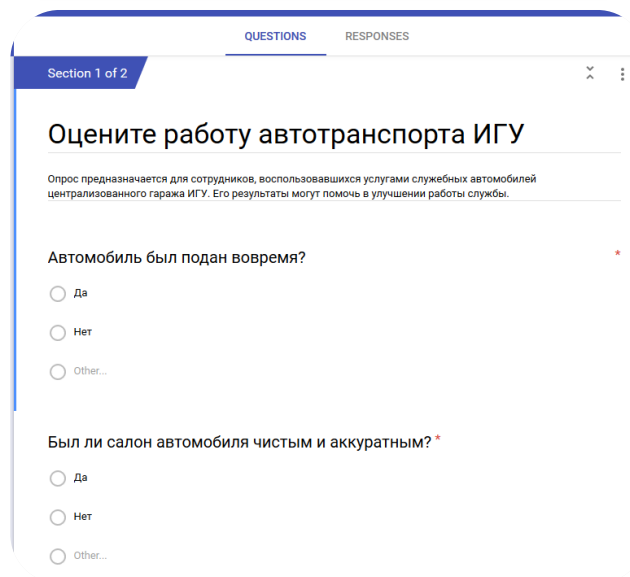 QUESTIONS RESPONSES
Section 1 of 2
Оцените работу автотранспорта ИГУ
Опрос предназначается для сотрудников, воспользовавшихся услугами служебных автомобилей
централизованного гаража ИГУ. Его результаты могут помочь в улучшении работы службы.
Автомобиль был подан вовремя? *
Да
Нет
Other...
Был ли салон автомобиля чистым и аккуратным? *
Да
Нет
Other...